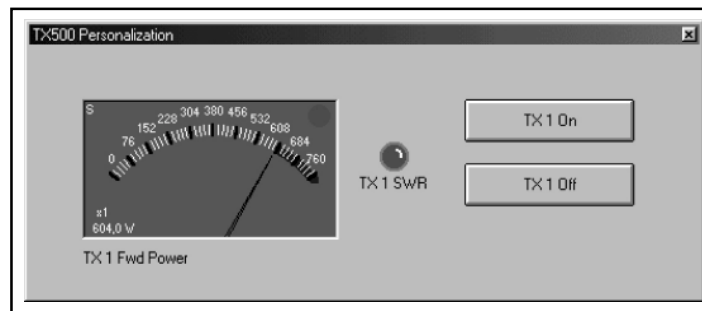 TX500 Personalization
S
0 76 152 228 304 380 456 532 608 684 760
x1
604,0 W
TX 1 Fwd Power
TX 1 SWR
TX 1 On
TX 1 Off